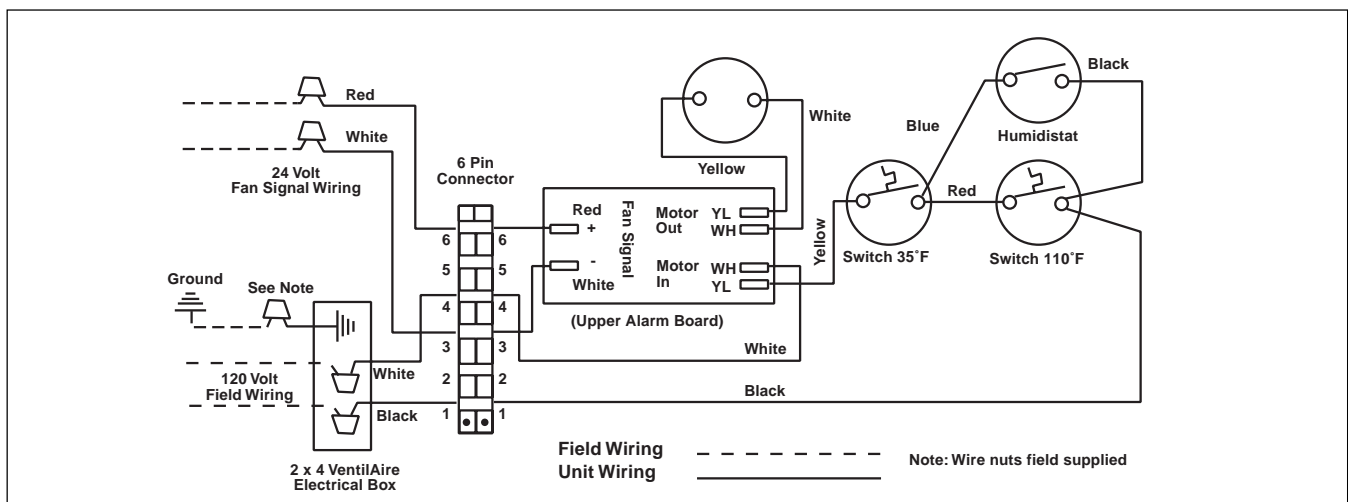 Red
White
24 Volt
Fan Signal Wiring
6 Pin
Connector
6 6
5 5
4 4
3 3
2 2
1 1
Ground
See Note
120 Volt
Field Wiring
White
Black
2 x 4 VentilAire
Electrical Box
Red
+
-
White
Fan Signal
Motor
Out
YL
WH
Motor
In
WH
YL
(Upper Alarm Board)
Yellow
White
White
Black
Yellow
Switch 35˚F
Blue
Red
Humidistat
Black
Switch 110˚F
Field Wiring
Unit Wiring
Note: Wire nuts field supplied